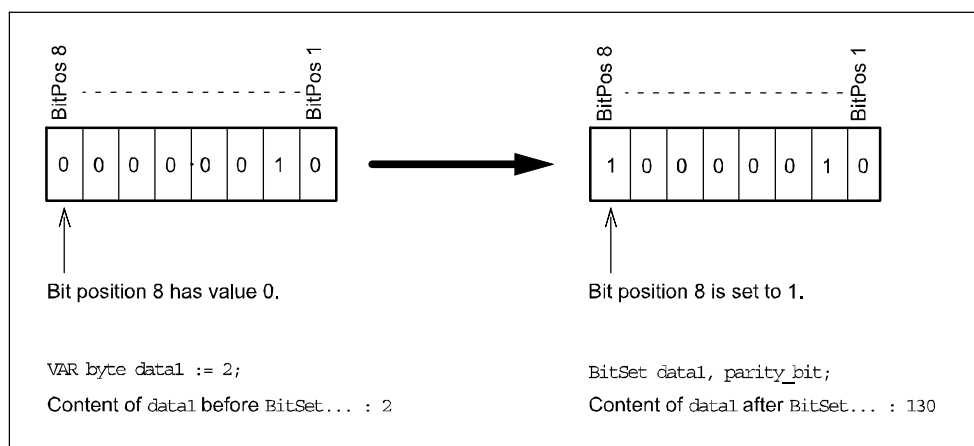 BitPos 8 BitPos 1 BitPos 8 BitPos 1
0 0 0 0 0 0 1 0 1 0 0 0 0 0 1 0
Bit position 8 has value 0. Bit position 8 is set to 1.
VAR byte data1 := 2; BitSet data1, parity_bit;
Content of data1 before BitSet... : 2 Content of data1 after BitSet... : 130